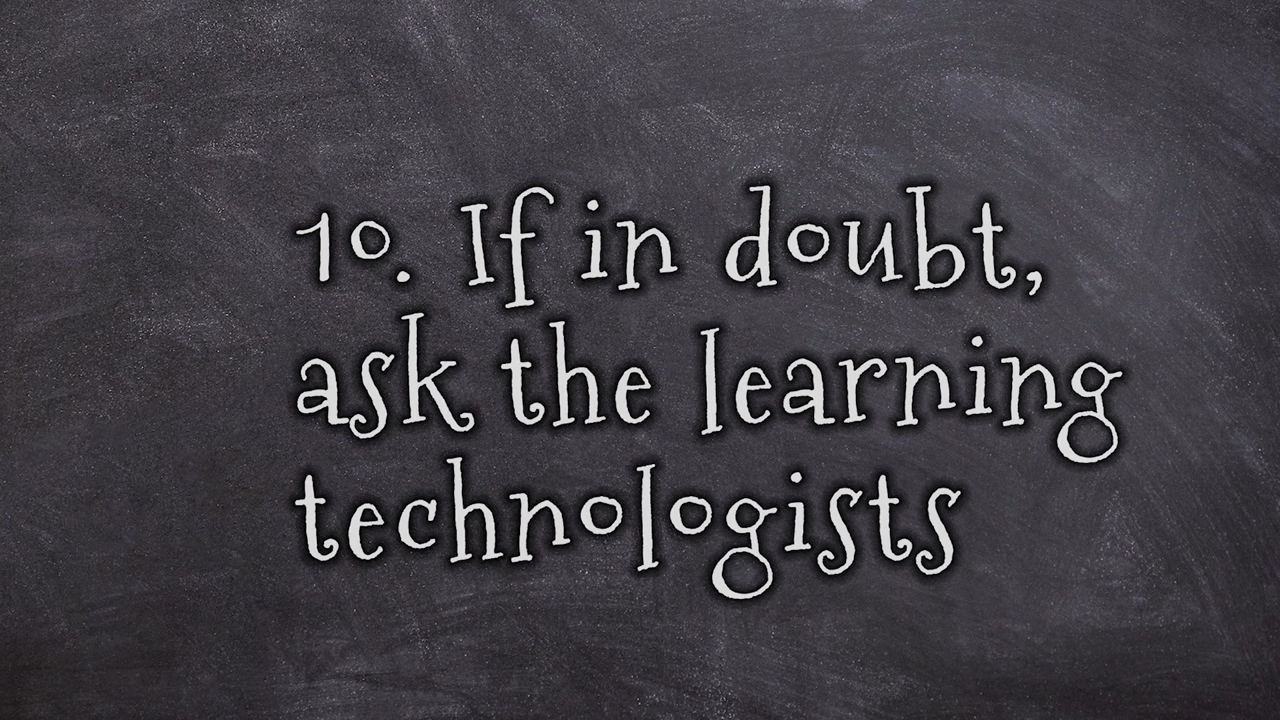 10. If in doubt,
ask the learning
technologists